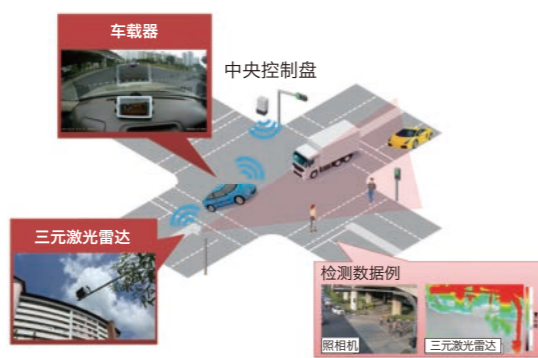 车载器
中央控制盘
三元激光雷达
检测数据例
照相机
三元激光雷达